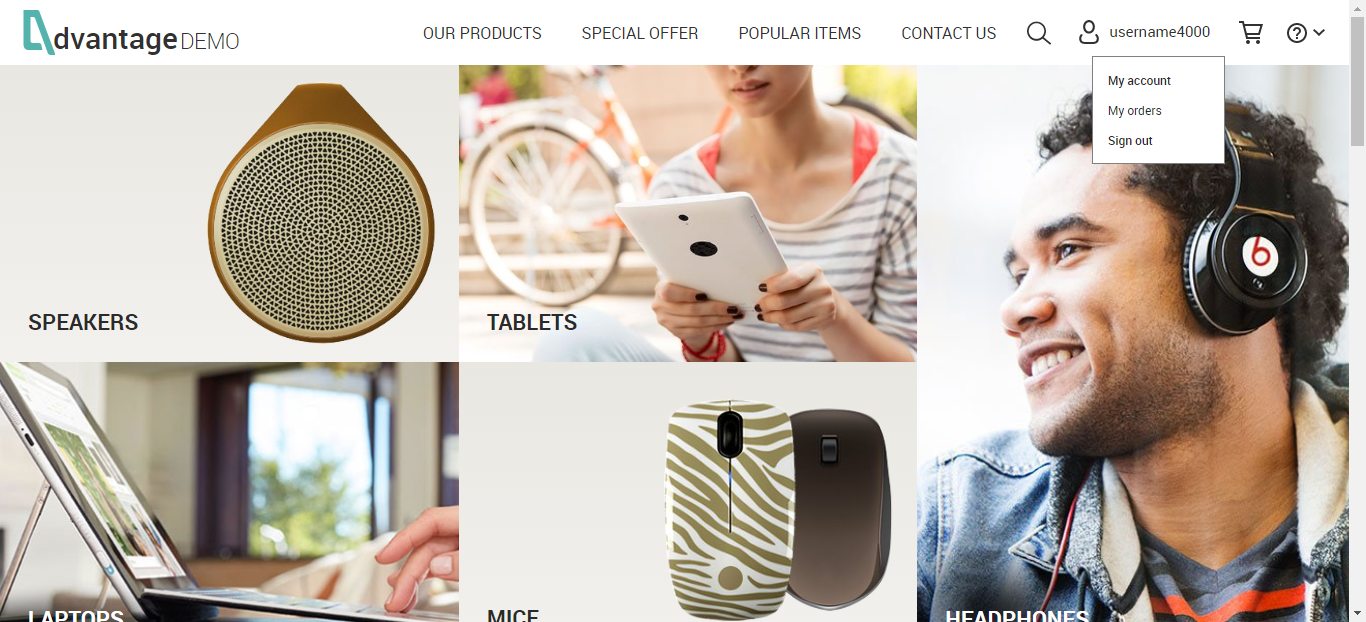 dvantage DEMO
OUR PRODUCTS
SPECIAL OFFER
POPULAR ITEMS
CONTACT US
username4000
My account
My orders
Sign out
SPEAKERS
TABLETS
LAPTOPS
MICE
HEADPHONES